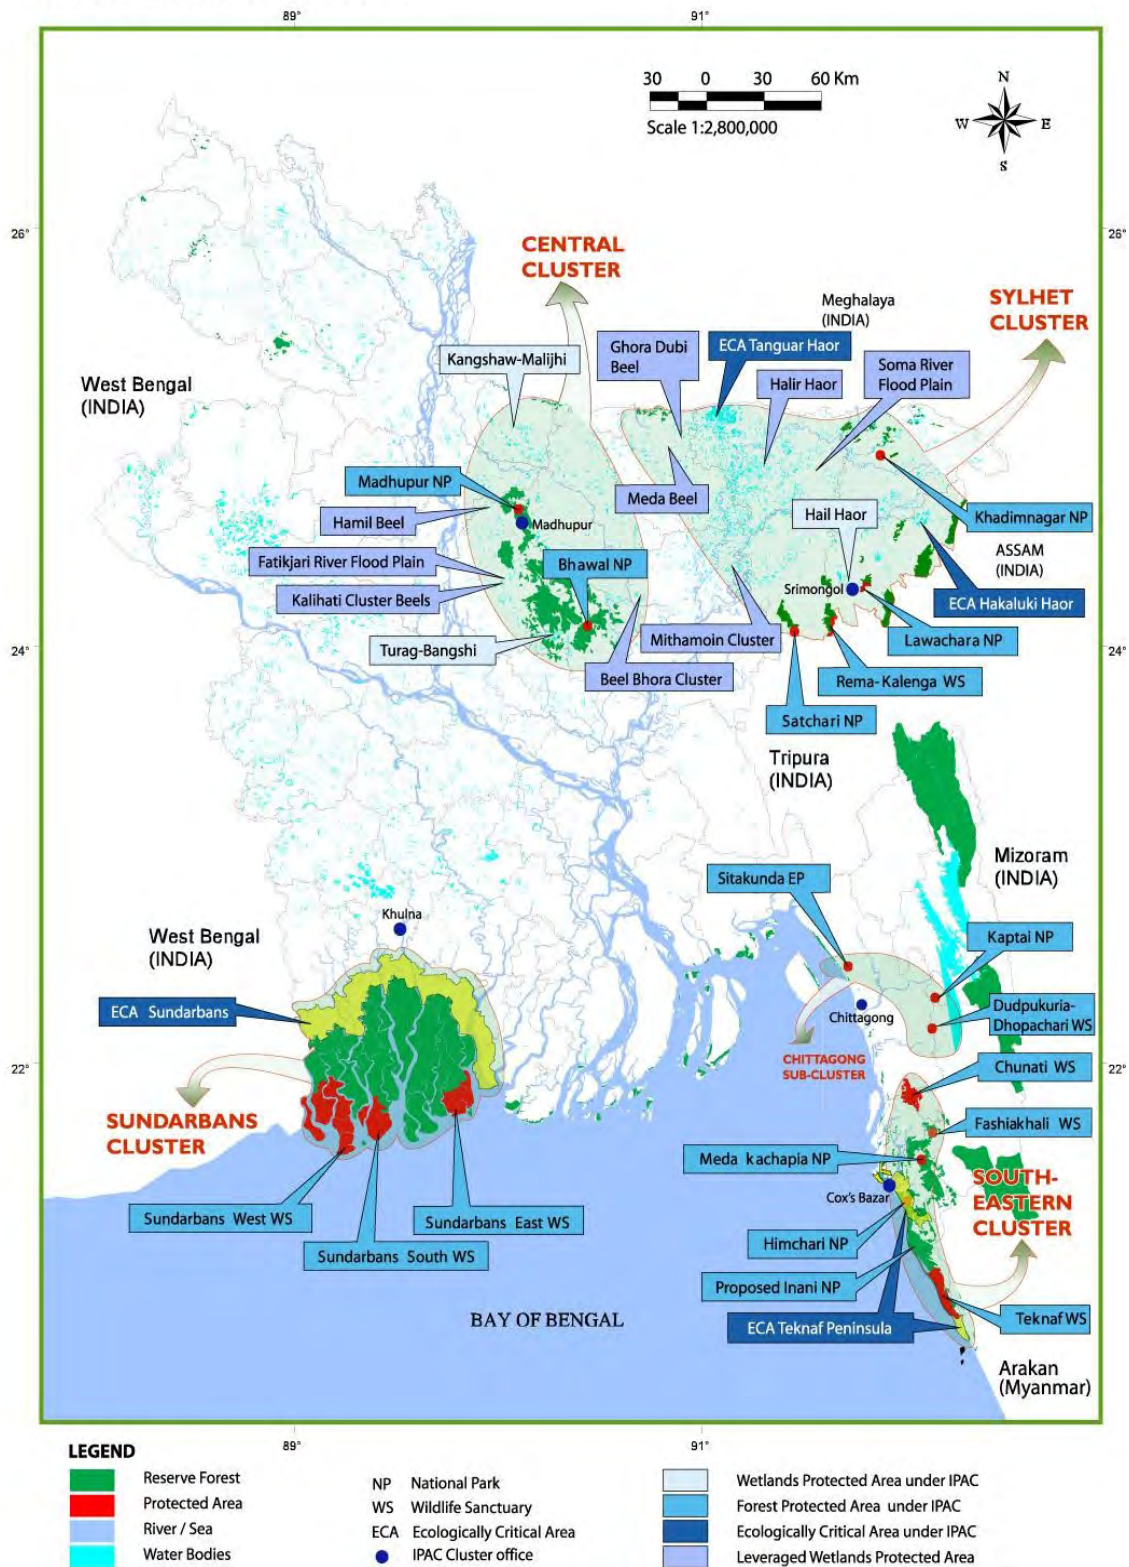 89°
91°
30 0 30 60 Km
Scale 1:2,800,000
N
W E
S
26°
26°
CENTRAL
CLUSTER
SYLHET
CLUSTER
Meghalaya
(INDIA)
Kangshaw-Malijhi
Ghora Dubi
Beel
ECA Tanguar Haor
Halir Haor
Soma River
Flood Plain
West Bengal
(INDIA)
Madhupur NP
Hamil Beel
Madhupur
Meda Beel
Hail Haor
Khadimnagar NP
ASSAM
(INDIA)
Fatikjari River Flood Plain
Bhawal NP
Kalihati Cluster Beels
Srimongol
ECA Hakaluki Haor
Turag-Bangshi
Mithamoin Cluster
Lawachara NP
24°
24°
Beel Bhora Cluster
Rema-Kalenga WS
Satchari NP
Tripura
(INDIA)
Mizoram
(INDIA)
Sitakunda EP
Khulna
West Bengal
(INDIA)
Kaptai NP
ECA Sundarbans
Chittagong
Dudpukuria-
Dhopachari WS
CHITTAGONG
SUB-CLUSTER
22°
22°
Chunati WS
SUNDARBANS
CLUSTER
Fashiakhali WS
Meda kachapia NP
SOUTH-
EASTERN
CLUSTER
Cox's Bazar
Sundarbans West WS
Sundarbans East WS
Sundarbans South WS
Himchari NP
Proposed Inani NP
BAY OF BENGAL
ECA Teknaf Peninsula
Teknaf WS
Arakan
(Myanmar)
89°
91°
LEGEND
Reserve Forest
Protected Area
River / Sea
Water Bodies
NP National Park
WS Wildlife Sanctuary
ECA Ecologically Critical Area
IPAC Cluster office
Wetlands Protected Area under IPAC
Forest Protected Area under IPAC
Ecologically Critical Area under IPAC
Leveraged Wetlands Protected Area